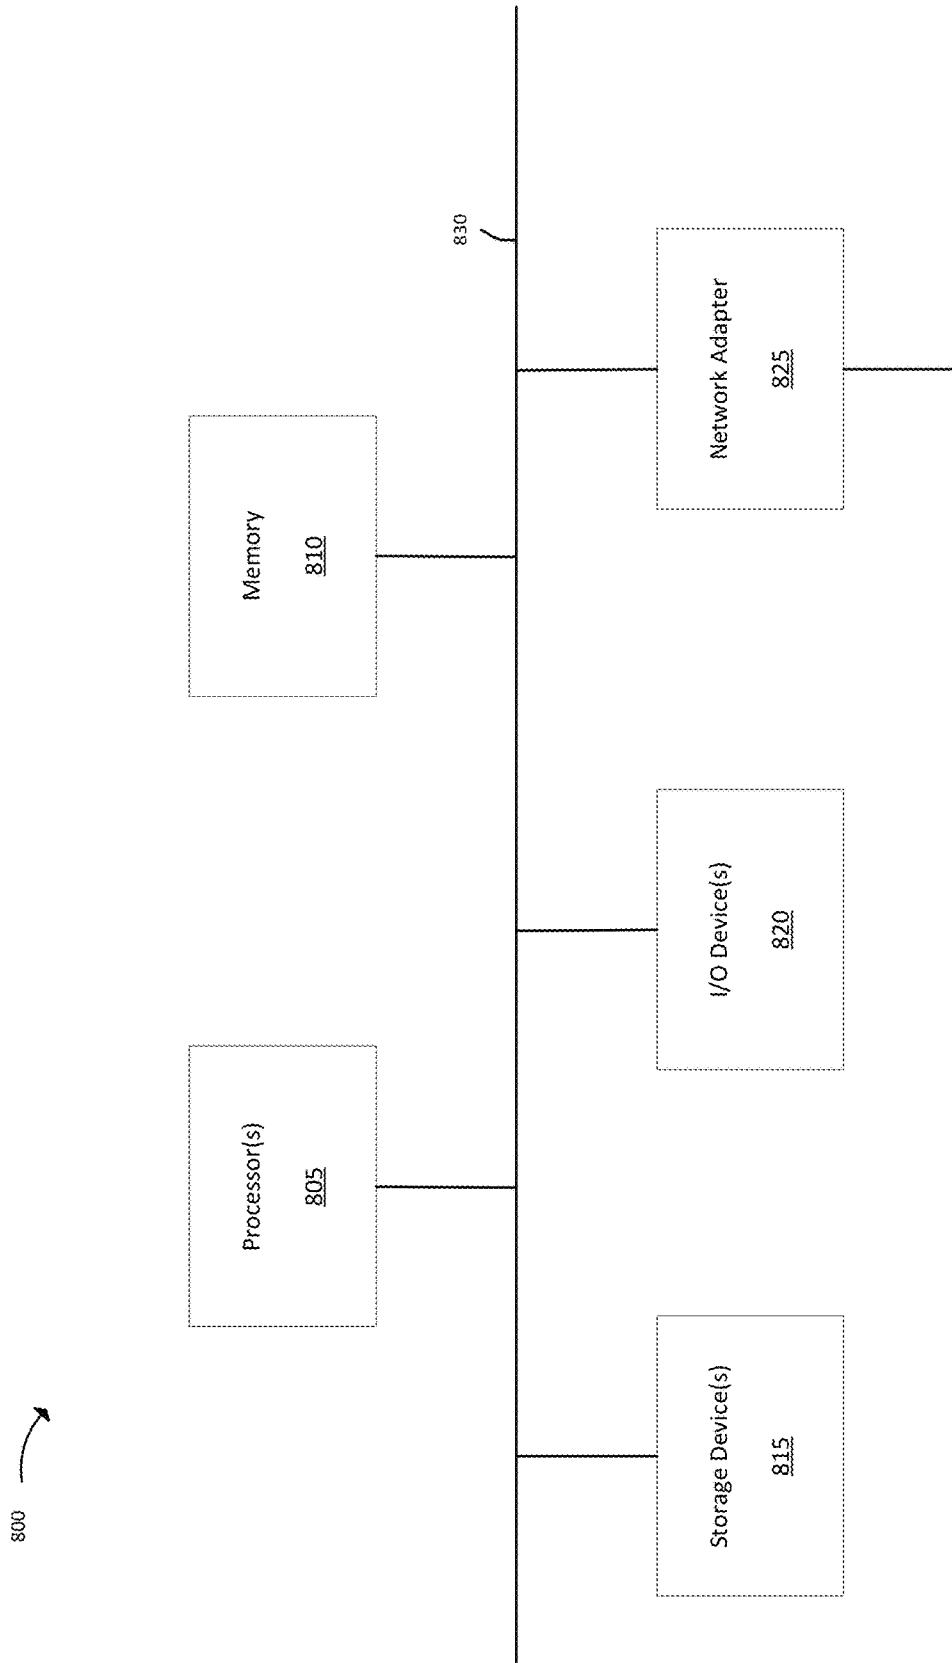 800
Processor(s)
805
Memory
810
830
Storage Device(s)
815
I/O Device(s)
820
Network Adapter
825